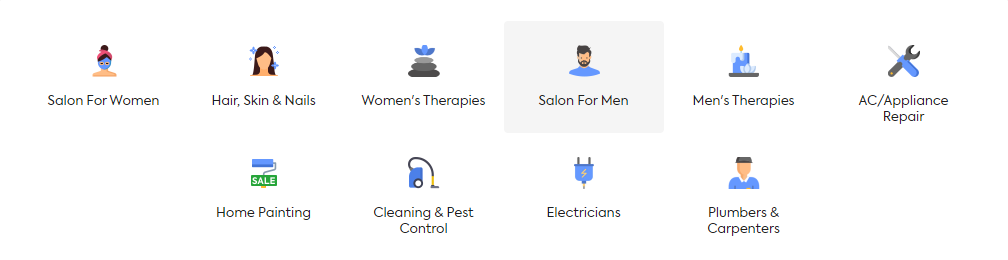 Salon For Women
Hair, Skin & Nails
Women's Therapies
Salon For Men
Men's Therapies
AC/Appliance
Repair
SALE
Home Painting
Cleaning & Pest
Control
Electricians
Plumbers &
Carpenters